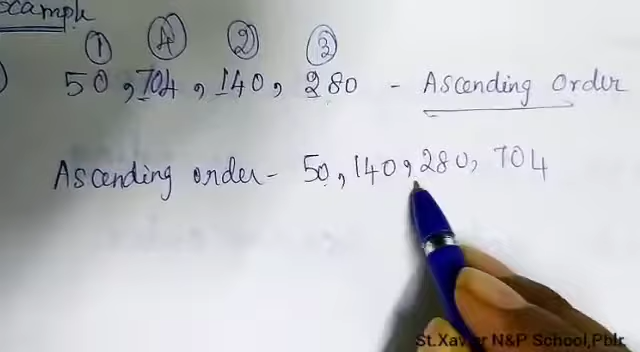 Example
① ④ ② ③
) 50, 704, 140, 280 - Ascending Order
Ascending order - 50, 140, 280, 704
St.Xavier N&P School,Pblr